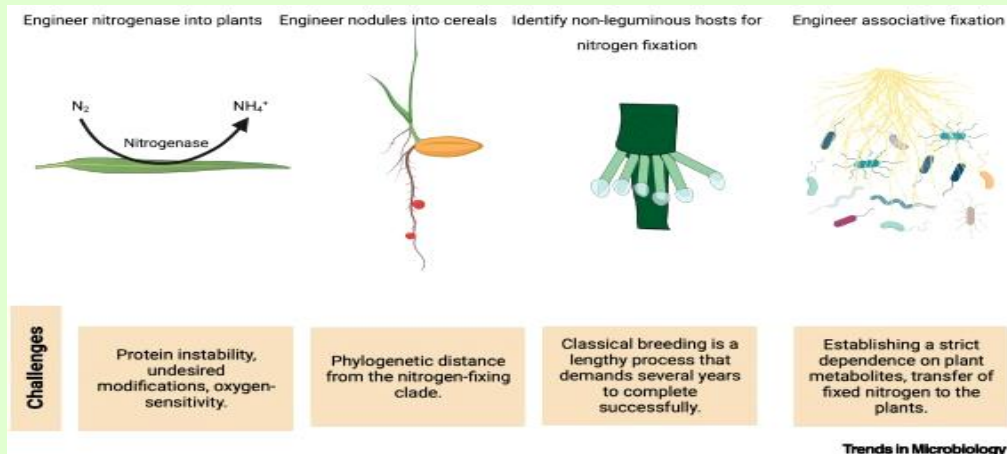 Engineer nitrogenase into plants
Engineer nodules into cereals
Identify non-leguminous hosts for
nitrogen fixation
Engineer associative fixation
N₂
NH₄⁺
Nitrogenase
Challenges
Protein instability,
undesired
modifications, oxygen-
sensitivity.
Phylogenetic distance
from the nitrogen-fixing
clade.
Classical breeding is a
lengthy process that
demands several years
to complete
successfully.
Establishing a strict
dependence on plant
metabolites, transfer of
fixed nitrogen to the
plants.
Trends in Microbiology